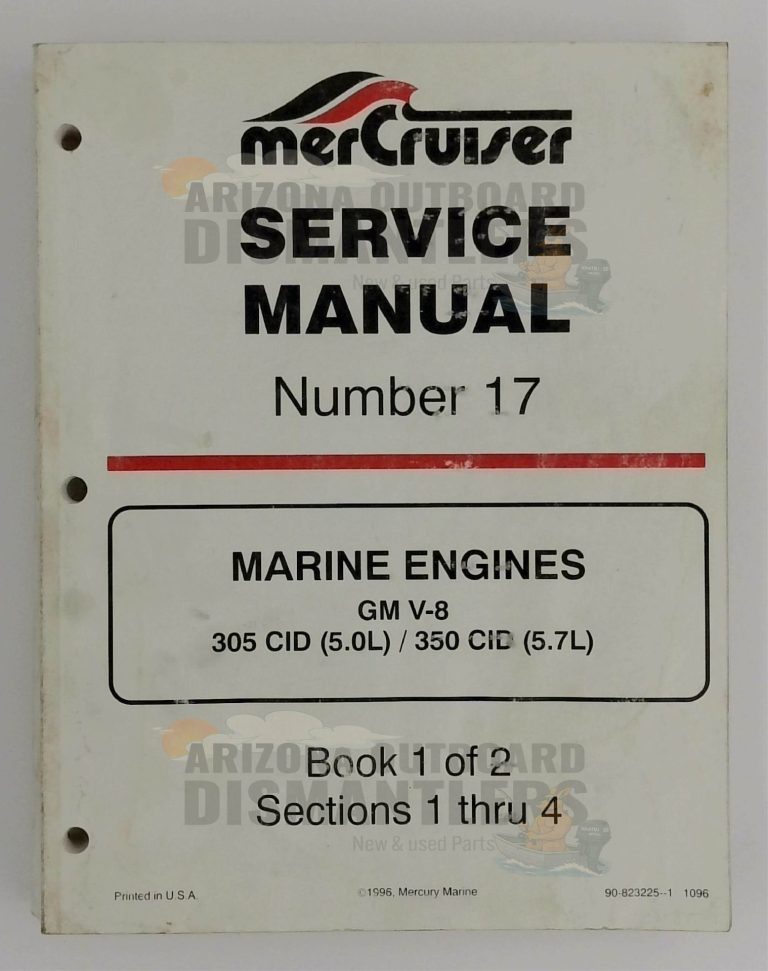 merCruiser
ARIZONA OUTBOARD
SERVICE
DISMANTLERS
New & used Parts
MANUAL
Number 17
MARINE ENGINES
GM V-8
305 CID (5.0L) / 350 CID (5.7L)
ARIZONA OUTBOARD
Book 1 of 2
DISMANTLERS
Sections 1 thru 4
New & used Parts
Printed in U.S.A.
©1996, Mercury Marine
90-823225--1 1096